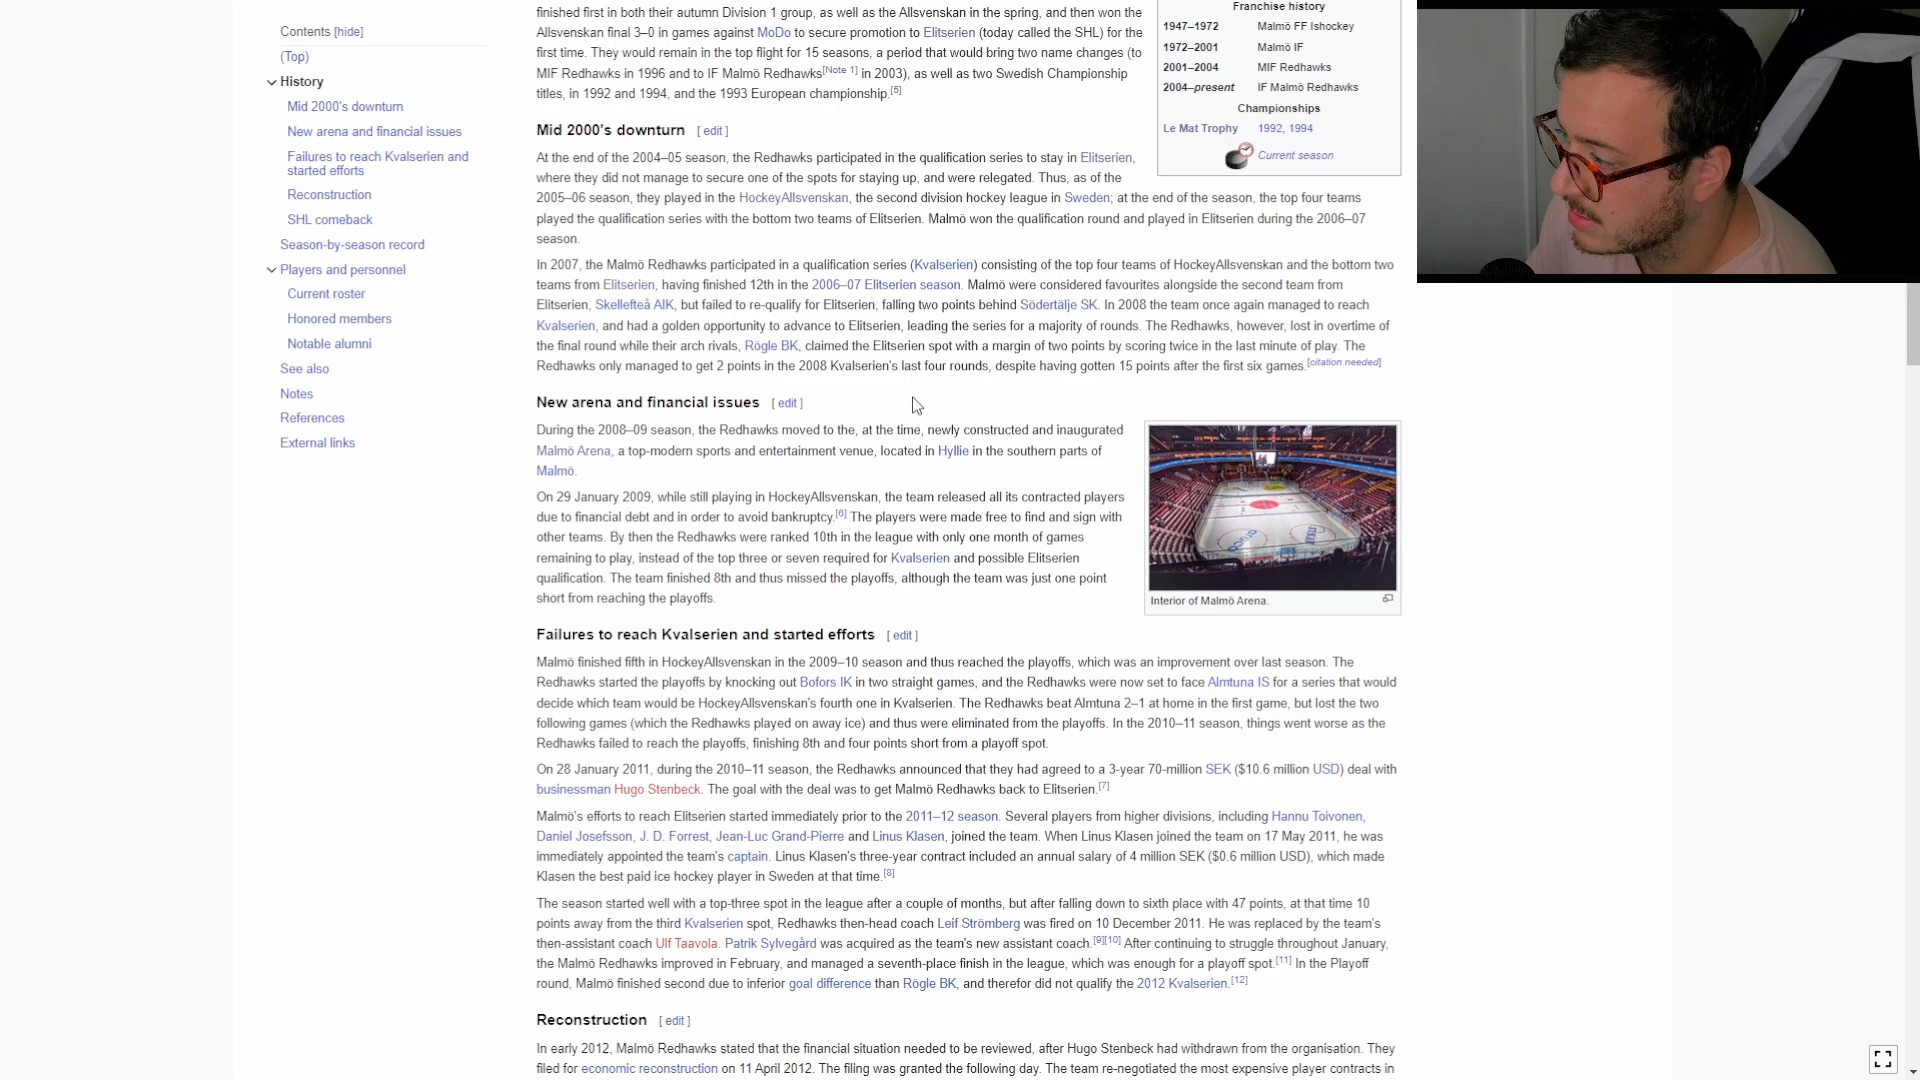 Contents [hide]
(Top)
History
Mid 2000's downturn
New arena and financial issues
Failures to reach Kvalserien and
started efforts
Reconstruction
SHL comeback
Season-by-season record
Players and personnel
Current roster
Honored members
Notable alumni
See also
Notes
References
External links
finished first in both their autumn Division 1 group, as well as the Allsvenskan in the spring, and then won the
Allsvenskan final 3–0 in games against MoDo to secure promotion to Elitserien (today called the SHL) for the
first time. They would remain in the top flight for 15 seasons, a period that would bring two name changes (to
MIF Redhawks in 1996 and to IF Malmö Redhawks[Note 1] in 2003), as well as two Swedish Championship
titles, in 1992 and 1994, and the 1993 European championship.[5]
Franchise history
1947–1972 Malmö FF Ishockey
1972–2001 Malmö IF
2001–2004 MIF Redhawks
2004–present IF Malmö Redhawks
Championships
Le Mat Trophy 1992, 1994
Current season
Mid 2000's downturn [ edit ]
At the end of the 2004–05 season, the Redhawks participated in the qualification series to stay in Elitserien,
where they did not manage to secure one of the spots for staying up, and were relegated. Thus, as of the
2005–06 season, they played in the HockeyAllsvenskan, the second division hockey league in Sweden; at the end of the season, the top four teams
played the qualification series with the bottom two teams of Elitserien. Malmö won the qualification round and played in Elitserien during the 2006–07
season.
In 2007, the Malmö Redhawks participated in a qualification series (Kvalserien) consisting of the top four teams of HockeyAllsvenskan and the bottom two
teams from Elitserien, having finished 12th in the 2006–07 Elitserien season. Malmö were considered favourites alongside the second team from
Elitserien, Skellefteå AIK, but failed to re-qualify for Elitserien, falling two points behind Södertälje SK. In 2008 the team once again managed to reach
Kvalserien, and had a golden opportunity to advance to Elitserien, leading the series for a majority of rounds. The Redhawks, however, lost in overtime of
the final round while their arch rivals, Rögle BK, claimed the Elitserien spot with a margin of two points by scoring twice in the last minute of play. The
Redhawks only managed to get 2 points in the 2008 Kvalserien's last four rounds, despite having gotten 15 points after the first six games.[citation needed]
New arena and financial issues [ edit ]
During the 2008–09 season, the Redhawks moved to the, at the time, newly constructed and inaugurated
Malmö Arena, a top-modern sports and entertainment venue, located in Hyllie in the southern parts of
Malmö.
On 29 January 2009, while still playing in HockeyAllsvenskan, the team released all its contracted players
due to financial debt and in order to avoid bankruptcy.[6] The players were made free to find and sign with
other teams. By then the Redhawks were ranked 10th in the league with only one month of games
remaining to play, instead of the top three or seven required for Kvalserien and possible Elitserien
qualification. The team finished 8th and thus missed the playoffs, although the team was just one point
short from reaching the playoffs.
Interior of Malmö Arena.
Failures to reach Kvalserien and started efforts [ edit ]
Malmö finished fifth in HockeyAllsvenskan in the 2009–10 season and thus reached the playoffs, which was an improvement over last season. The
Redhawks started the playoffs by knocking out Bofors IK in two straight games, and the Redhawks were now set to face Almtuna IS for a series that would
decide which team would be HockeyAllsvenskan's fourth one in Kvalserien. The Redhawks beat Almtuna 2–1 at home in the first game, but lost the two
following games (which the Redhawks played on away ice) and thus were eliminated from the playoffs. In the 2010–11 season, things went worse as the
Redhawks failed to reach the playoffs, finishing 8th and four points short from a playoff spot.
On 28 January 2011, during the 2010–11 season, the Redhawks announced that they had agreed to a 3-year 70-million SEK ($10.6 million USD) deal with
businessman Hugo Stenbeck. The goal with the deal was to get Malmö Redhawks back to Elitserien.[7]
Malmö's efforts to reach Elitserien started immediately prior to the 2011–12 season. Several players from higher divisions, including Hannu Toivonen,
Daniel Josefsson, J. D. Forrest, Jean-Luc Grand-Pierre and Linus Klasen, joined the team. When Linus Klasen joined the team on 17 May 2011, he was
immediately appointed the team's captain. Linus Klasen's three-year contract included an annual salary of 4 million SEK ($0.6 million USD), which made
Klasen the best paid ice hockey player in Sweden at that time.[8]
The season started well with a top-three spot in the league after a couple of months, but after falling down to sixth place with 47 points, at that time 10
points away from the third Kvalserien spot, Redhawks then-head coach Leif Strömberg was fired on 10 December 2011. He was replaced by the team's
then-assistant coach Ulf Taavola. Patrik Sylvegård was acquired as the team's new assistant coach.[9][10] After continuing to struggle throughout January,
the Malmö Redhawks improved in February, and managed a seventh-place finish in the league, which was enough for a playoff spot.[11] In the Playoff
round, Malmö finished second due to inferior goal difference than Rögle BK, and therefor did not qualify the 2012 Kvalserien.[12]
Reconstruction [ edit ]
In early 2012, Malmö Redhawks stated that the financial situation needed to be reviewed, after Hugo Stenbeck had withdrawn from the organisation. They
filed for economic reconstruction on 11 April 2012. The filing was granted the following day. The team re-negotiated the most expensive player contracts in